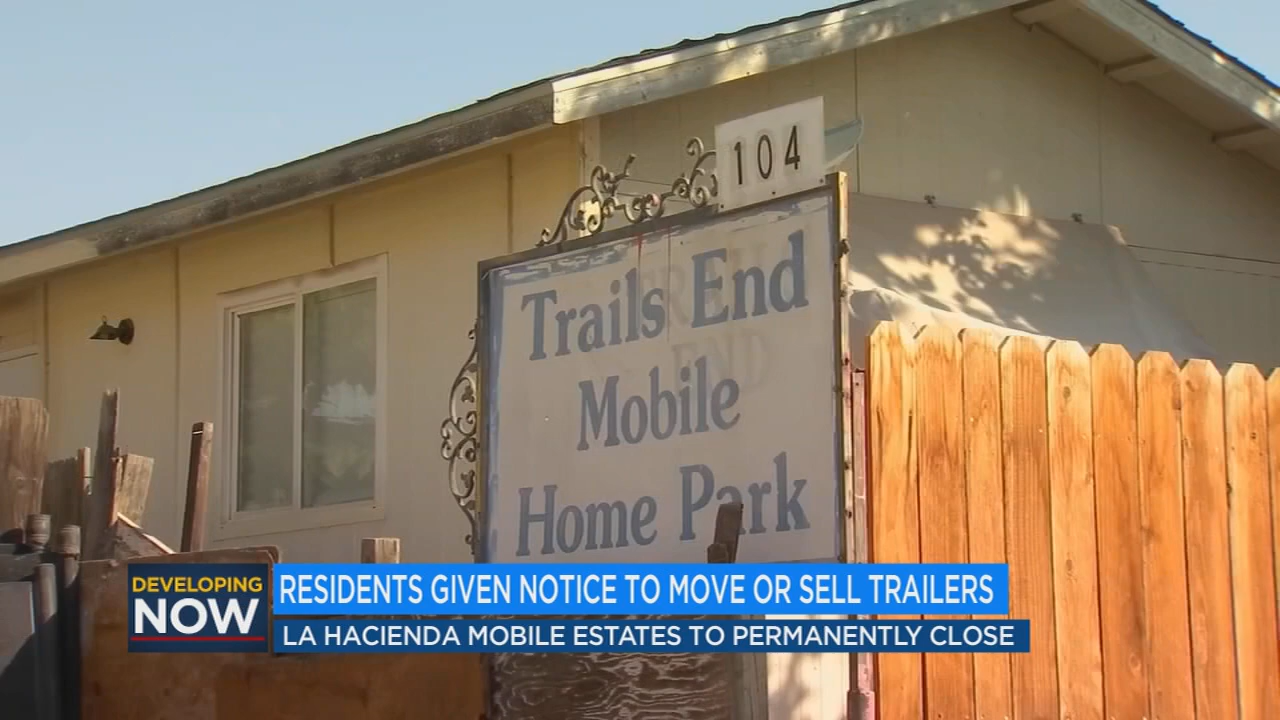 104
Trails End
Mobile
Home Park
DEVELOPING
NOW
RESIDENTS GIVEN NOTICE TO MOVE OR SELL TRAILERS
LA HACIENDA MOBILE ESTATES TO PERMANENTLY CLOSE